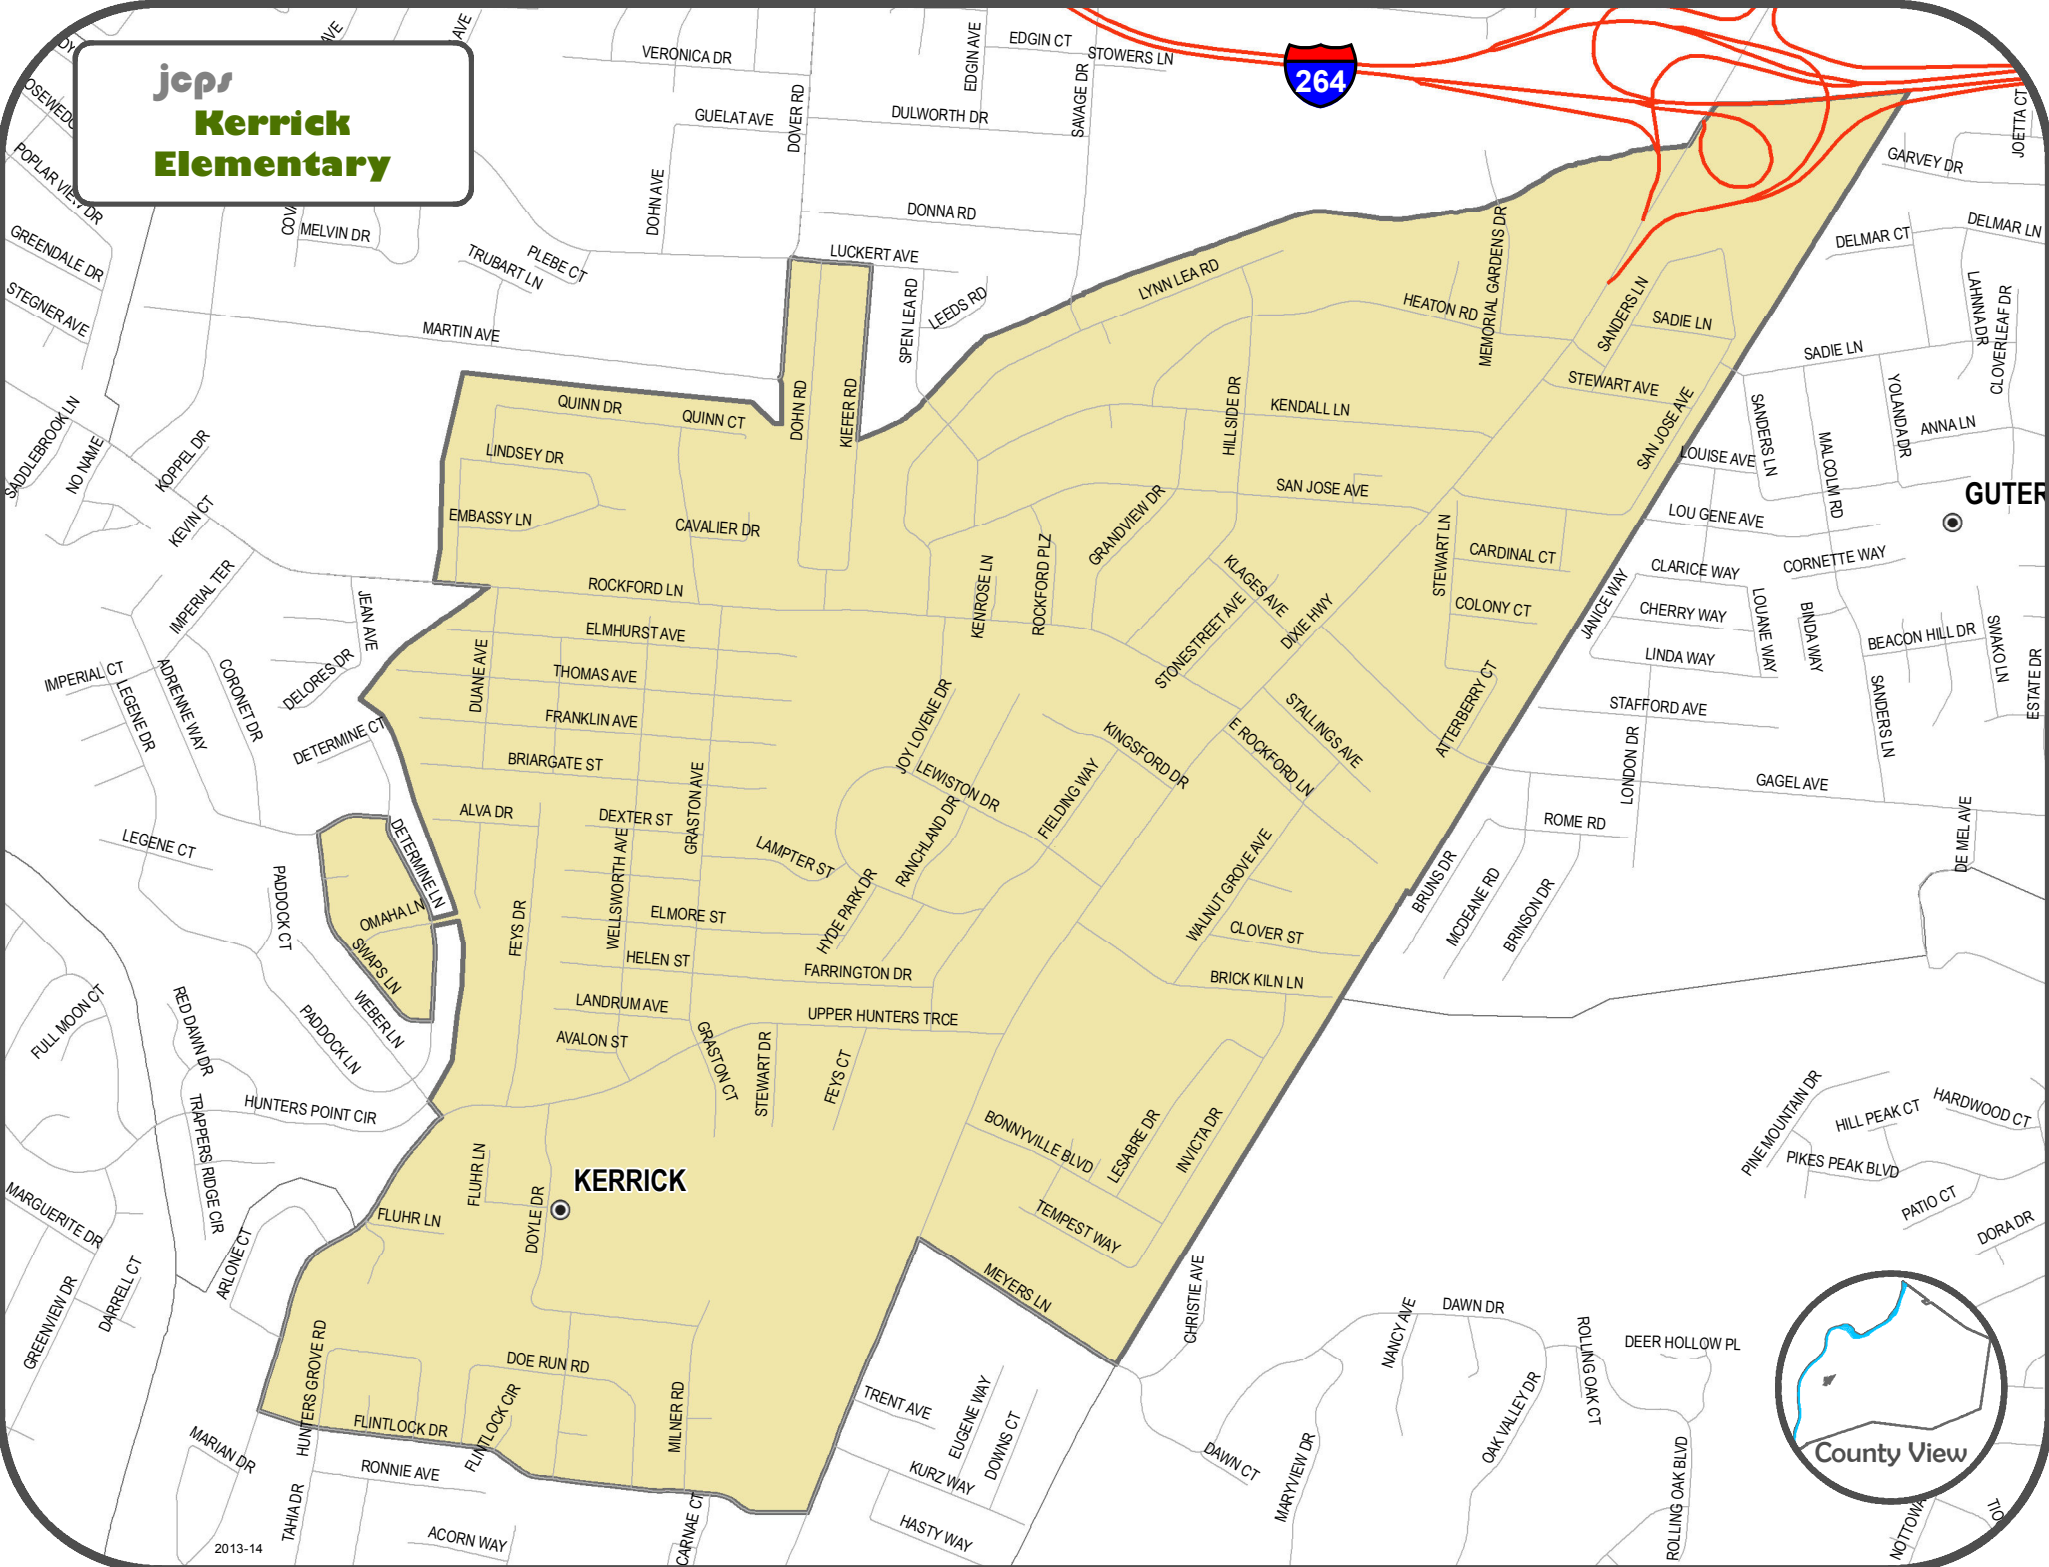 jcps
Kerrick
Elementary
AVE
AVE
VERONICA DR
EDGIN AVE
EDGIN CT
STOWERS LN
SAVAGE DR
264
GUELAT AVE
DOVER RD
DULWORTH DR
JOETTA CT
GARVEY DR
POPLAR VIEW DR
DOHN AVE
DONNA RD
MELVIN DR
TRUBART LN
PLEBE CT
LUCKERT AVE
DELMAR CT
DELMAR LN
GREENDALE DR
STEGNER AVE
MARTIN AVE
SPEN LEA RD
LEEDS RD
LYNN LEA RD
HEATON RD
MEMORIAL GARDENS DR
SANDERS LN
SADIE LN
SADIE LN
LAHNNA DR
CLOVERLEAF DR
STEWART AVE
SAN JOSE AVE
YOLANDA DR
ANNA LN
QUINN DR
QUINN CT
DOHN RD
KIEFER RD
HILLSIDE DR
KENDALL LN
SADDLEBROOK LN
NO NAME
KOPPEL DR
KEVIN CT
LINDSEY DR
EMBASSY LN
CAVALIER DR
SAN JOSE AVE
LOUISE AVE
SANDERS LN
MALCOLM RD
LOU GENE AVE
GUTER
GRANDVIEW DR
STEWART LN
CARDINAL CT
COLONY CT
CLARICE WAY
CORNETTE WAY
CHERRY WAY
JANICE WAY
LOUANE WAY
BINDA WAY
BEACON HILL DR
SWAKO LN
ESTATE DR
LINDA WAY
STAFFORD AVE
LONDON DR
SANDERS LN
GAGEL AVE
IMPERIAL TER
JEAN AVE
ROCKFORD LN
KENROSE LN
ROCKFORD PLZ
KLAGES AVE
STONESTREET AVE
DIXIE HWY
ELMHURST AVE
THOMAS AVE
DUANE AVE
FRANKLIN AVE
BRIARGATE ST
IMPERIAL CT
LEGENE DR
ADRIENNE WAY
CORONET DR
DELORES DR
DETERMINE CT
JOY LOVENE DR
KINGSFORD DR
STALLINGS AVE
E ROCKFORD LN
ATTERBERRY CT
LEWISTON DR
FIELDING WAY
RANCHLAND DR
ALVA DR
DEXTER ST
GRASTON AVE
WELLSWORTH AVE
LAMPTER ST
HYDE PARK DR
ROME RD
BRUNS DR
MCDEANE RD
BRINSON DR
DE MEL AVE
LEGENE CT
DETERMINE LN
PADDOCK CT
OMAHA LN
SWAPS LN
FEYS DR
ELMORE ST
HELEN ST
FARRINGTON DR
WALNUT GROVE AVE
CLOVER ST
BRICK KILN LN
LANDRUM AVE
UPPER HUNTERS TRCE
AVALON ST
GRASTON CT
STEWART DR
FEYS CT
FULL MOON CT
RED DAWN DR
PADDOCK LN
WEBER LN
HUNTERS POINT CIR
TRAPPERS RIDGE CIR
BONNYVILLE BLVD
LESABRE DR
INVICTA DR
TEMPEST WAY
PINE MOUNTAIN DR
HILL PEAK CT
HARDWOOD CT
PIKES PEAK BLVD
PATIO CT
DORA DR
KERRICK
FLUHR LN
FLUHR LN
DOYLE DR
MARGUERITE DR
GREENVIEW DR
DARRELL CT
ARLONE CT
MEYERS LN
CHRISTIE AVE
HUNTERS GROVE RD
DOE RUN RD
FLINTLOCK DR
FLINTLOCK CIR
MILNER RD
TRENT AVE
EUGENE WAY
DOWNS CT
KURZ WAY
HASTY WAY
DAWN DR
NANCY AVE
ROLLING OAK CT
DEER HOLLOW PL
OAK VALLEY DR
MARYVIEW DR
DAWN CT
ROLLING OAK BLVD
MARIAN DR
RONNIE AVE
TAHIA DR
ACORN WAY
CARNAE CT
County View
2013-14